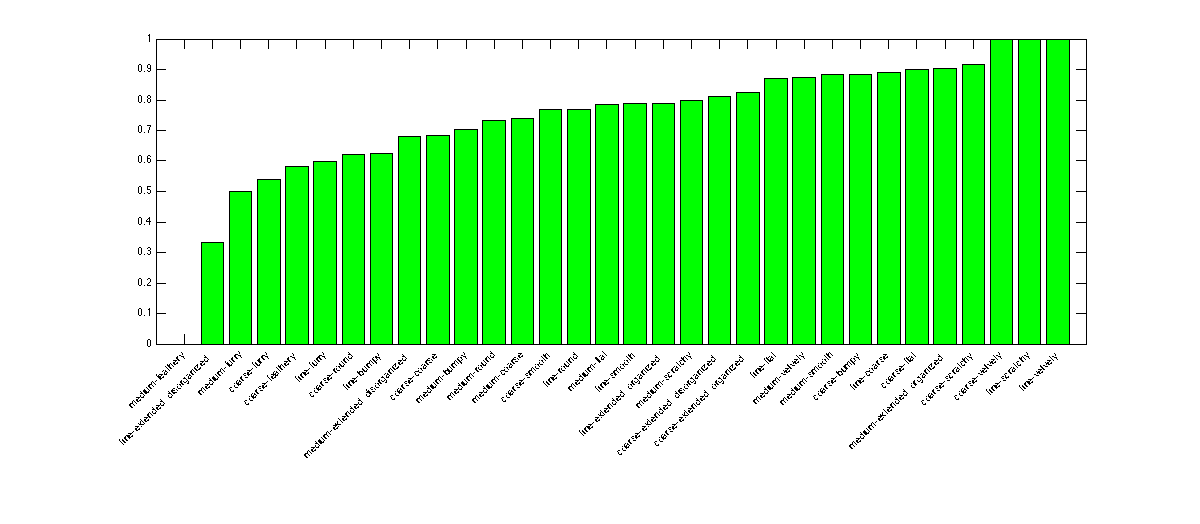 1
0.9
0.8
0.7
0.6
0.5
0.4
0.3
0.2
0.1
0
medium-feathery
fine-extended disorganized
medium-furry
coarse-furry
coarse-feathery
fine-furry
coarse-round
fine-bumpy
medium-extended disorganized
coarse-coarse
medium-bumpy
medium-round
medium-coarse
coarse-smooth
fine-round
medium-flat
fine-smooth
fine-extended organized
medium-scratchy
coarse-extended disorganized
coarse-extended organized
fine-flat
medium-velvety
medium-smooth
coarse-bumpy
fine-coarse
coarse-flat
medium-extended organized
coarse-scratchy
coarse-velvety
fine-scratchy
fine-velvety